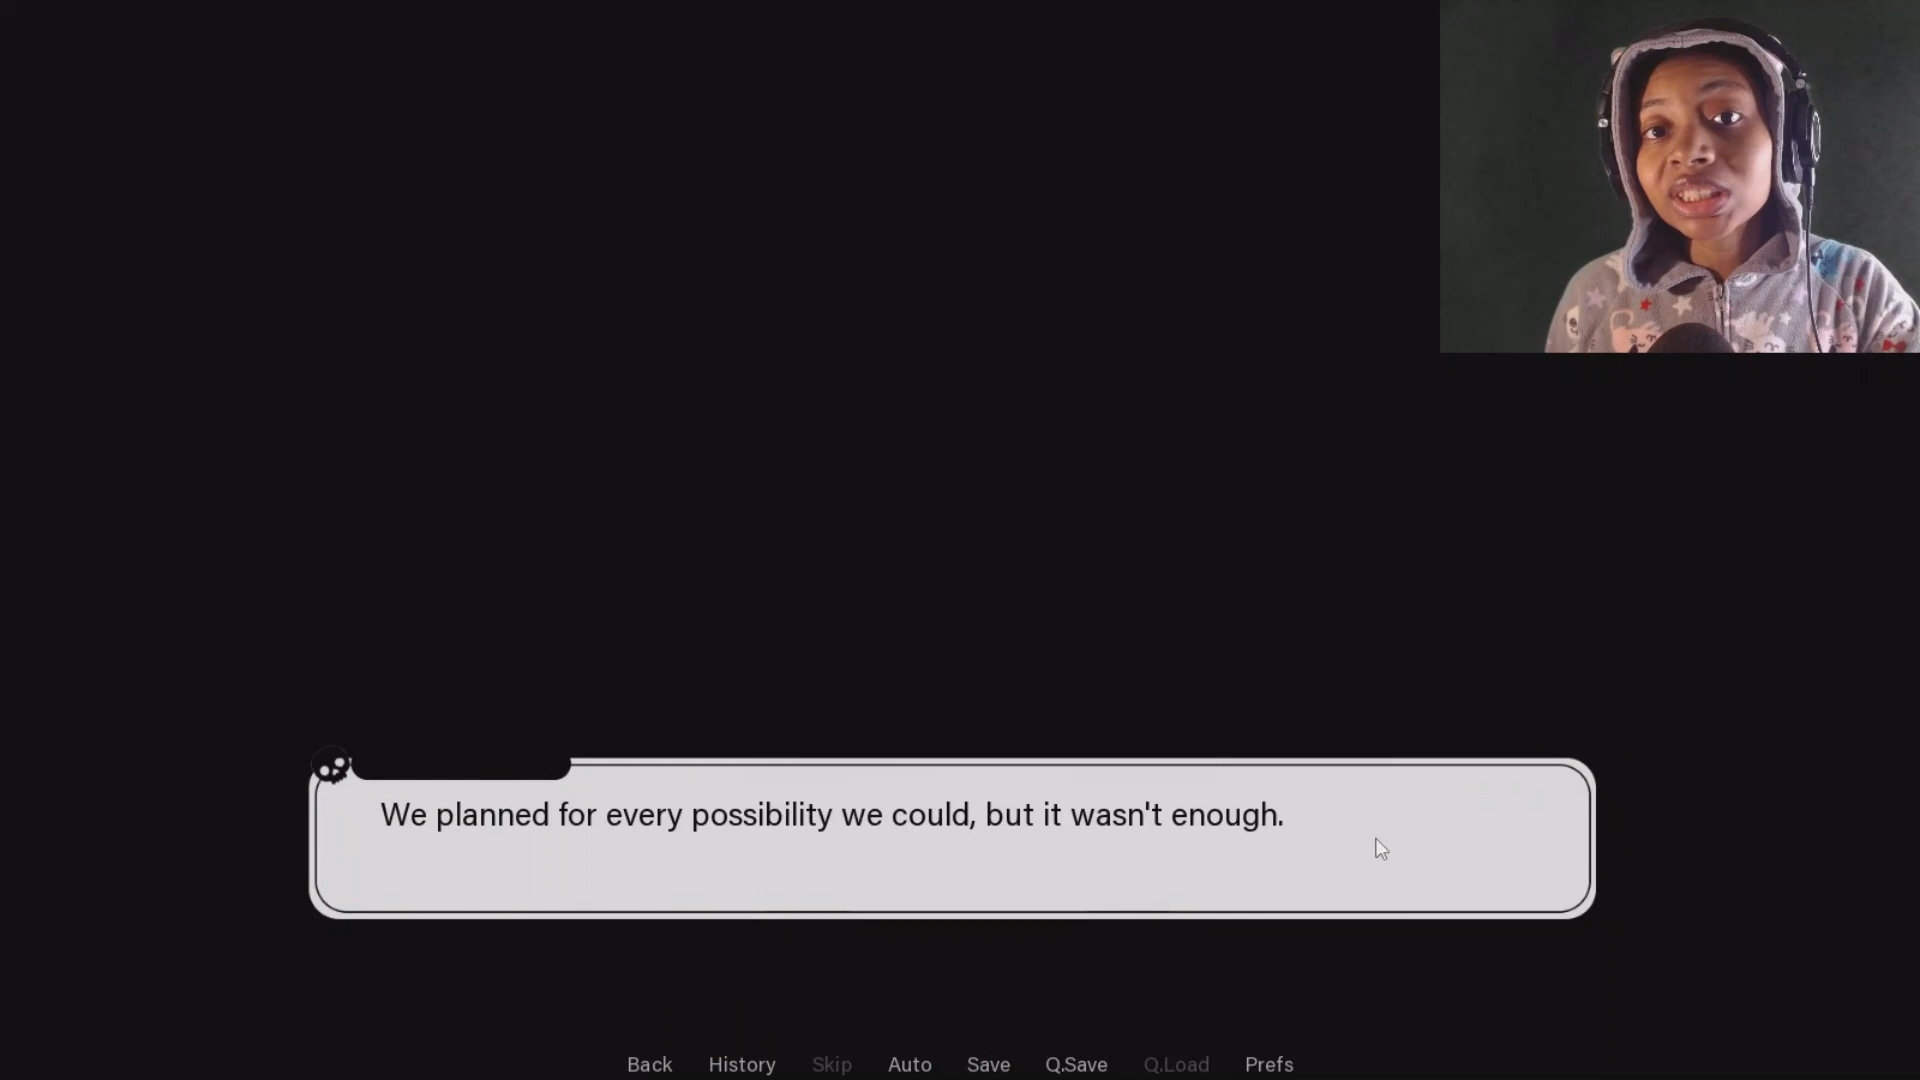 We planned for every possibility we could, but it wasn't enough.
Back History Skip Auto Save Q.Save Q.Load Prefs